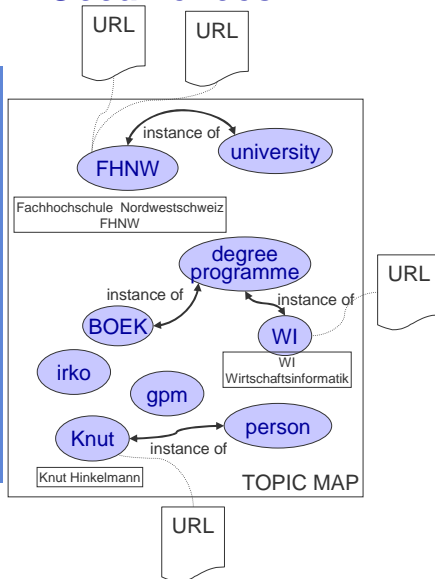 URL
URL
instance of
university
FHNW
Fachhochschule Nordwestschweiz
FHNW
degree
programme
URL
instance of
instance of
BOEK
WI
WI
Wirtschaftsinformatik
irko
gpm
Knut
person
instance of
Knut Hinkelmann
TOPIC MAP
URL